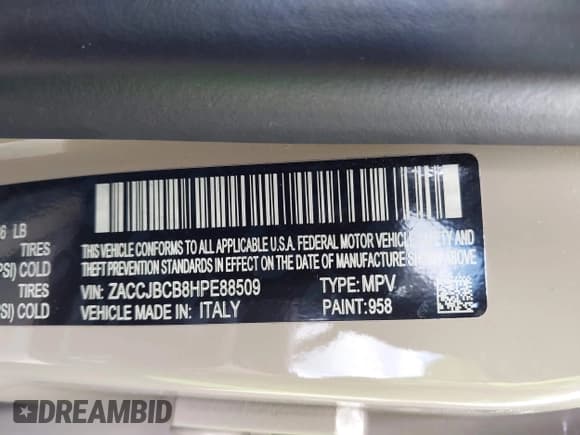 6 LB
TIRES
PSI) COLD
TIRES
SI) COLD
THIS VEHICLE CONFORMS TO ALL APPLICABLE U.S.A. FEDERAL MOTOR VEHICLE SAFETY AND
THEFT PREVENTION STANDARDS IN EFFECT ON THE DATE OF MANUFACTURE SHOWN ABOVE
VIN: ZACCJBCB8HPE88509 TYPE: MPV
VEHICLE MADE IN: ITALY PAINT: 958
DREAMBID